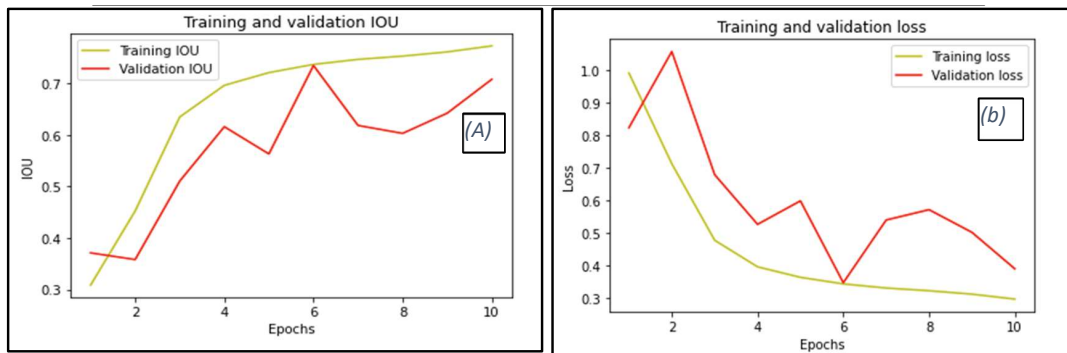 Training and validation IOU
Training IOU
Validation IOU
(A)
0.7
0.6
0.5
0.4
0.3
IOU
2 4 6 8 10
Epochs
Training and validation loss
Training loss
Validation loss
(b)
1.0
0.9
0.8
0.7
0.6
0.5
0.4
0.3
Loss
2 4 6 8 10
Epochs